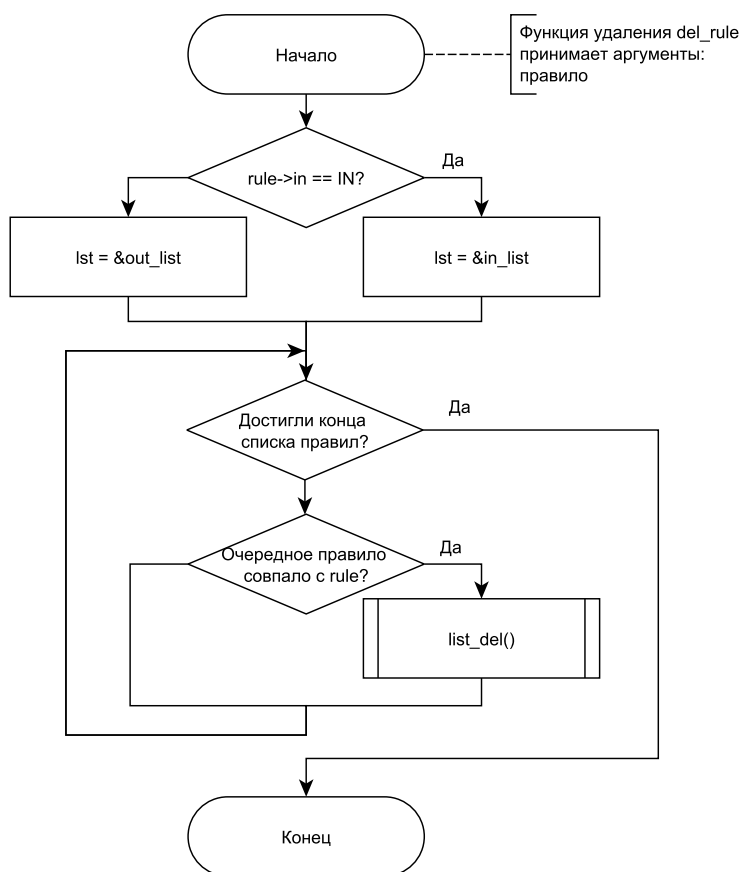 Функция удаления del_rule
принимает аргументы:
правило
Начало
rule->in == IN?
Да
lst = &out_list
lst = &in_list
Достигли конца
списка правил?
Да
Очередное правило
совпало с rule?
Да
list_del()
Конец